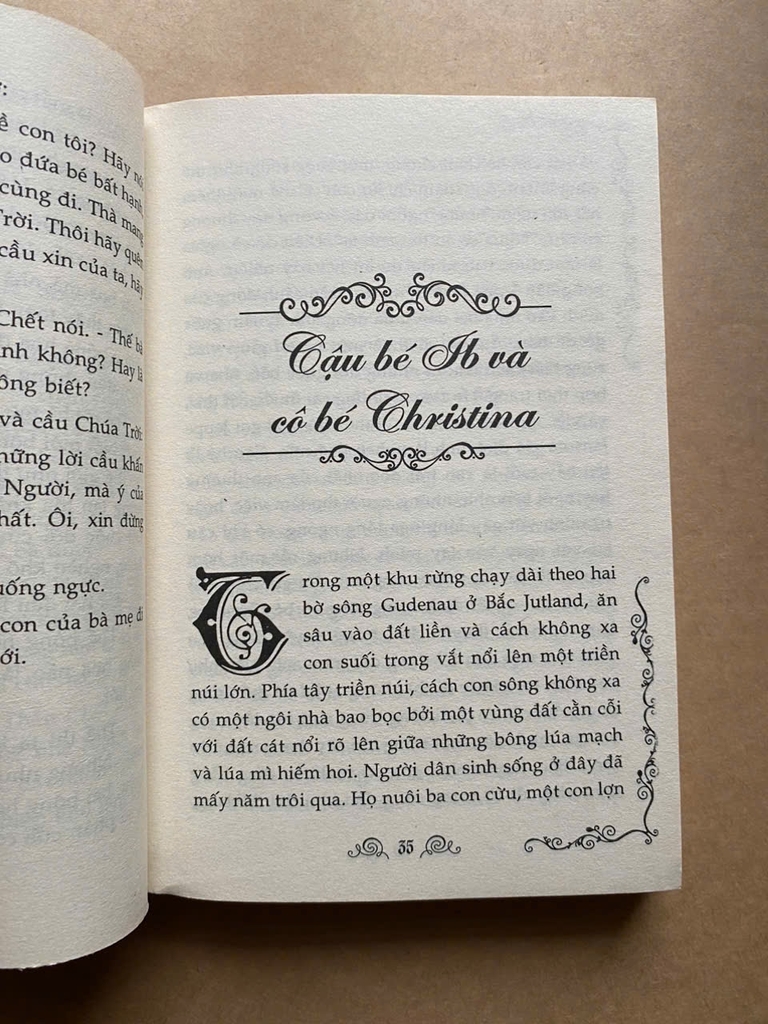 ề con tôi? Hãy nói
o đứa bé bất hạnh,
cùng đi. Thà mang
Trời. Thôi hãy quên
cầu xin của ta, hãy
Chết nói. - Thế bà
nh không? Hay là
ông biết?
và cầu Chúa Trời:
những lời cầu khẩn
Người, mà ý của
hất. Ôi, xin đừng
uống ngực.
con của bà mẹ đi
ới.
Cậu bé Ib và
cô bé Christina
Trong một khu rừng chạy dài theo hai
bờ sông Gudenau ở Bắc Jutland, ăn
sâu vào đất liền và cách không xa
con suối trong vắt nổi lên một triền
núi lớn. Phía tây triền núi, cách con sông không xa
có một ngôi nhà bao bọc bởi một vùng đất cằn cỗi
với đất cát nổi rõ lên giữa những bông lúa mạch
và lúa mì hiếm hoi. Người dân sinh sống ở đây đã
mấy năm trôi qua. Họ nuôi ba con cừu, một con lợn
35